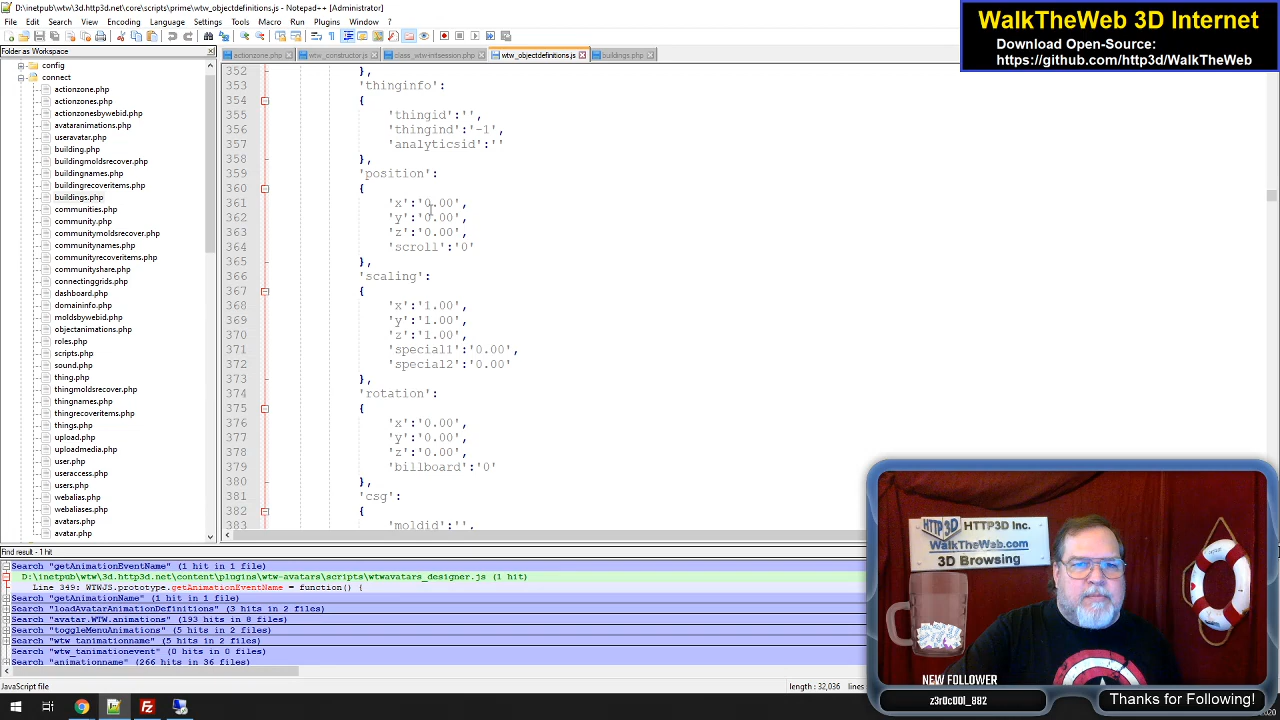 D:\inetpub\wtw\3d.http3d.net\core\scripts\prime\wtw_objectdefinitions.js - Notepad++ [Administrator]
File Edit Search View Encoding Language Settings Tools Macro Run Plugins Window ?
Folder as Workspace
actionzone.php wtw_constructor.js class_wtw-initsession.php wtw_objectdefinitions.js buildings.php
config
connect
actionzone.php
actionzones.php
actionzonesbywebid.php
avataranimations.php
useravatar.php
building.php
buildingmoldsrecover.php
buildingnames.php
buildingrecoveritems.php
buildings.php
communities.php
community.php
communitymoldsrecover.php
communitynames.php
communityrecoveritems.php
communityshare.php
connectinggrids.php
dashboard.php
domaininfo.php
moldsbywebid.php
objectanimations.php
roles.php
scripts.php
sound.php
thing.php
thingmoldsrecover.php
thingnames.php
thingrecoveritems.php
things.php
upload.php
uploadmedia.php
user.php
useraccess.php
users.php
webalias.php
webaliases.php
avatars.php
avatar.php
352 },
353 'thinginfo':
354 {
355 'thingid':'',
356 'thingind':'-1',
357 'analyticsid':''
358 },
359 'position':
360 {
361 'x':'0.00',
362 'y':'0.00',
363 'z':'0.00',
364 'scroll':'0'
365 },
366 'scaling':
367 {
368 'x':'1.00',
369 'y':'1.00',
370 'z':'1.00',
371 'special1':'0.00',
372 'special2':'0.00'
373 },
374 'rotation':
375 {
376 'x':'0.00',
377 'y':'0.00',
378 'z':'0.00',
379 'billboard':'0'
380 },
381 'csg':
382 {
383 'moldid':'',
Find result - 1 hit
Search "getAnimationEventName" (1 hit in 1 file)
D:\inetpub\wtw\3d.http3d.net\content\plugins\wtw-avatars\scripts\wtwavatars_designer.js (1 hit)
Line 349: WTWJS.prototype.getAnimationEventName = function() {
Search "getAnimationName" (1 hit in 1 file)
Search "loadAvatarAnimationDefinitions" (3 hits in 2 files)
Search "avatar.WTW.animations" (193 hits in 8 files)
Search "toggleMenuAnimations" (5 hits in 2 files)
Search "wtw_tanimationname" (5 hits in 2 files)
Search "wtw_tanimationevent" (0 hits in 0 files)
Search "animationname" (266 hits in 36 files)
JavaScript file
length : 32,036 lines
WalkTheWeb 3D Internet
Download Open-Source:
https://github.com/http3d/WalkTheWeb
HTTP3D HTTP3D Inc.
WalkTheWeb.com
3D Browsing
NEW FOLLOWER
z3r0c00l_882
Thanks for Following!
2020